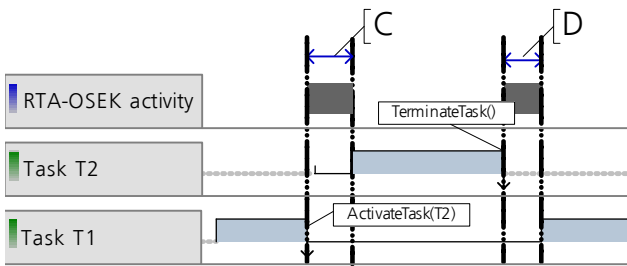 C
D
RTA-OSEK activity
TerminateTask()
Task T2
ActivateTask(T2)
Task T1